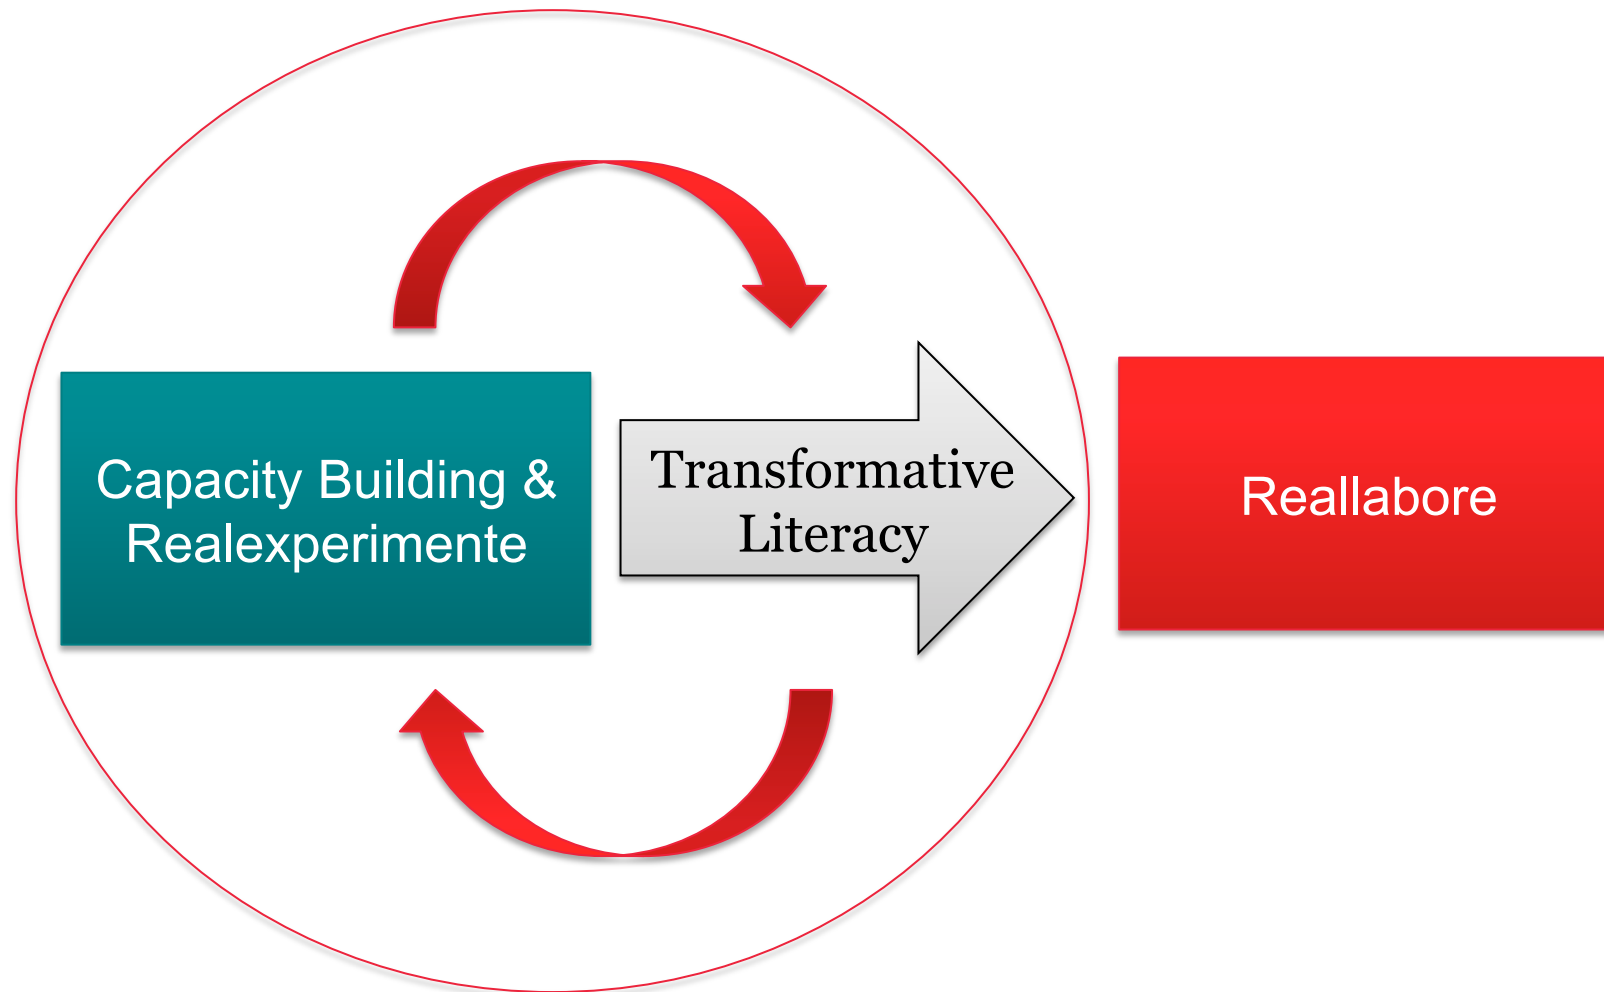 Capacity Building &
Realexperimente
Transformative
Literacy
Reallabore